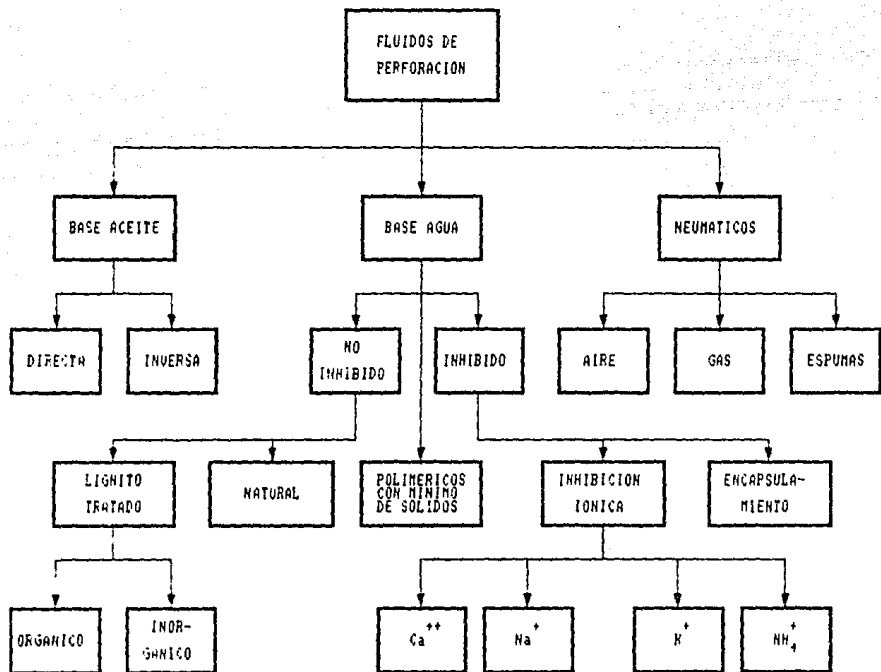 FLUIDOS DE
PERFORACION
BASE ACEITE
BASE AGUA
NEUMATICOS
DIRECTA
INVERSA
NO
INHIBIDO
INHIBIDO
AIRE
GAS
ESPUMAS
LIGNITO
TRATADO
NATURAL
POLIMERICOS
CON MINIMO
DE SOLIDOS
INHIBICION
IONICA
ENCAPSULA-
MIENTO
ORGANICO
INOR-
GANICO
Ca++
Na+
K+
NH4+